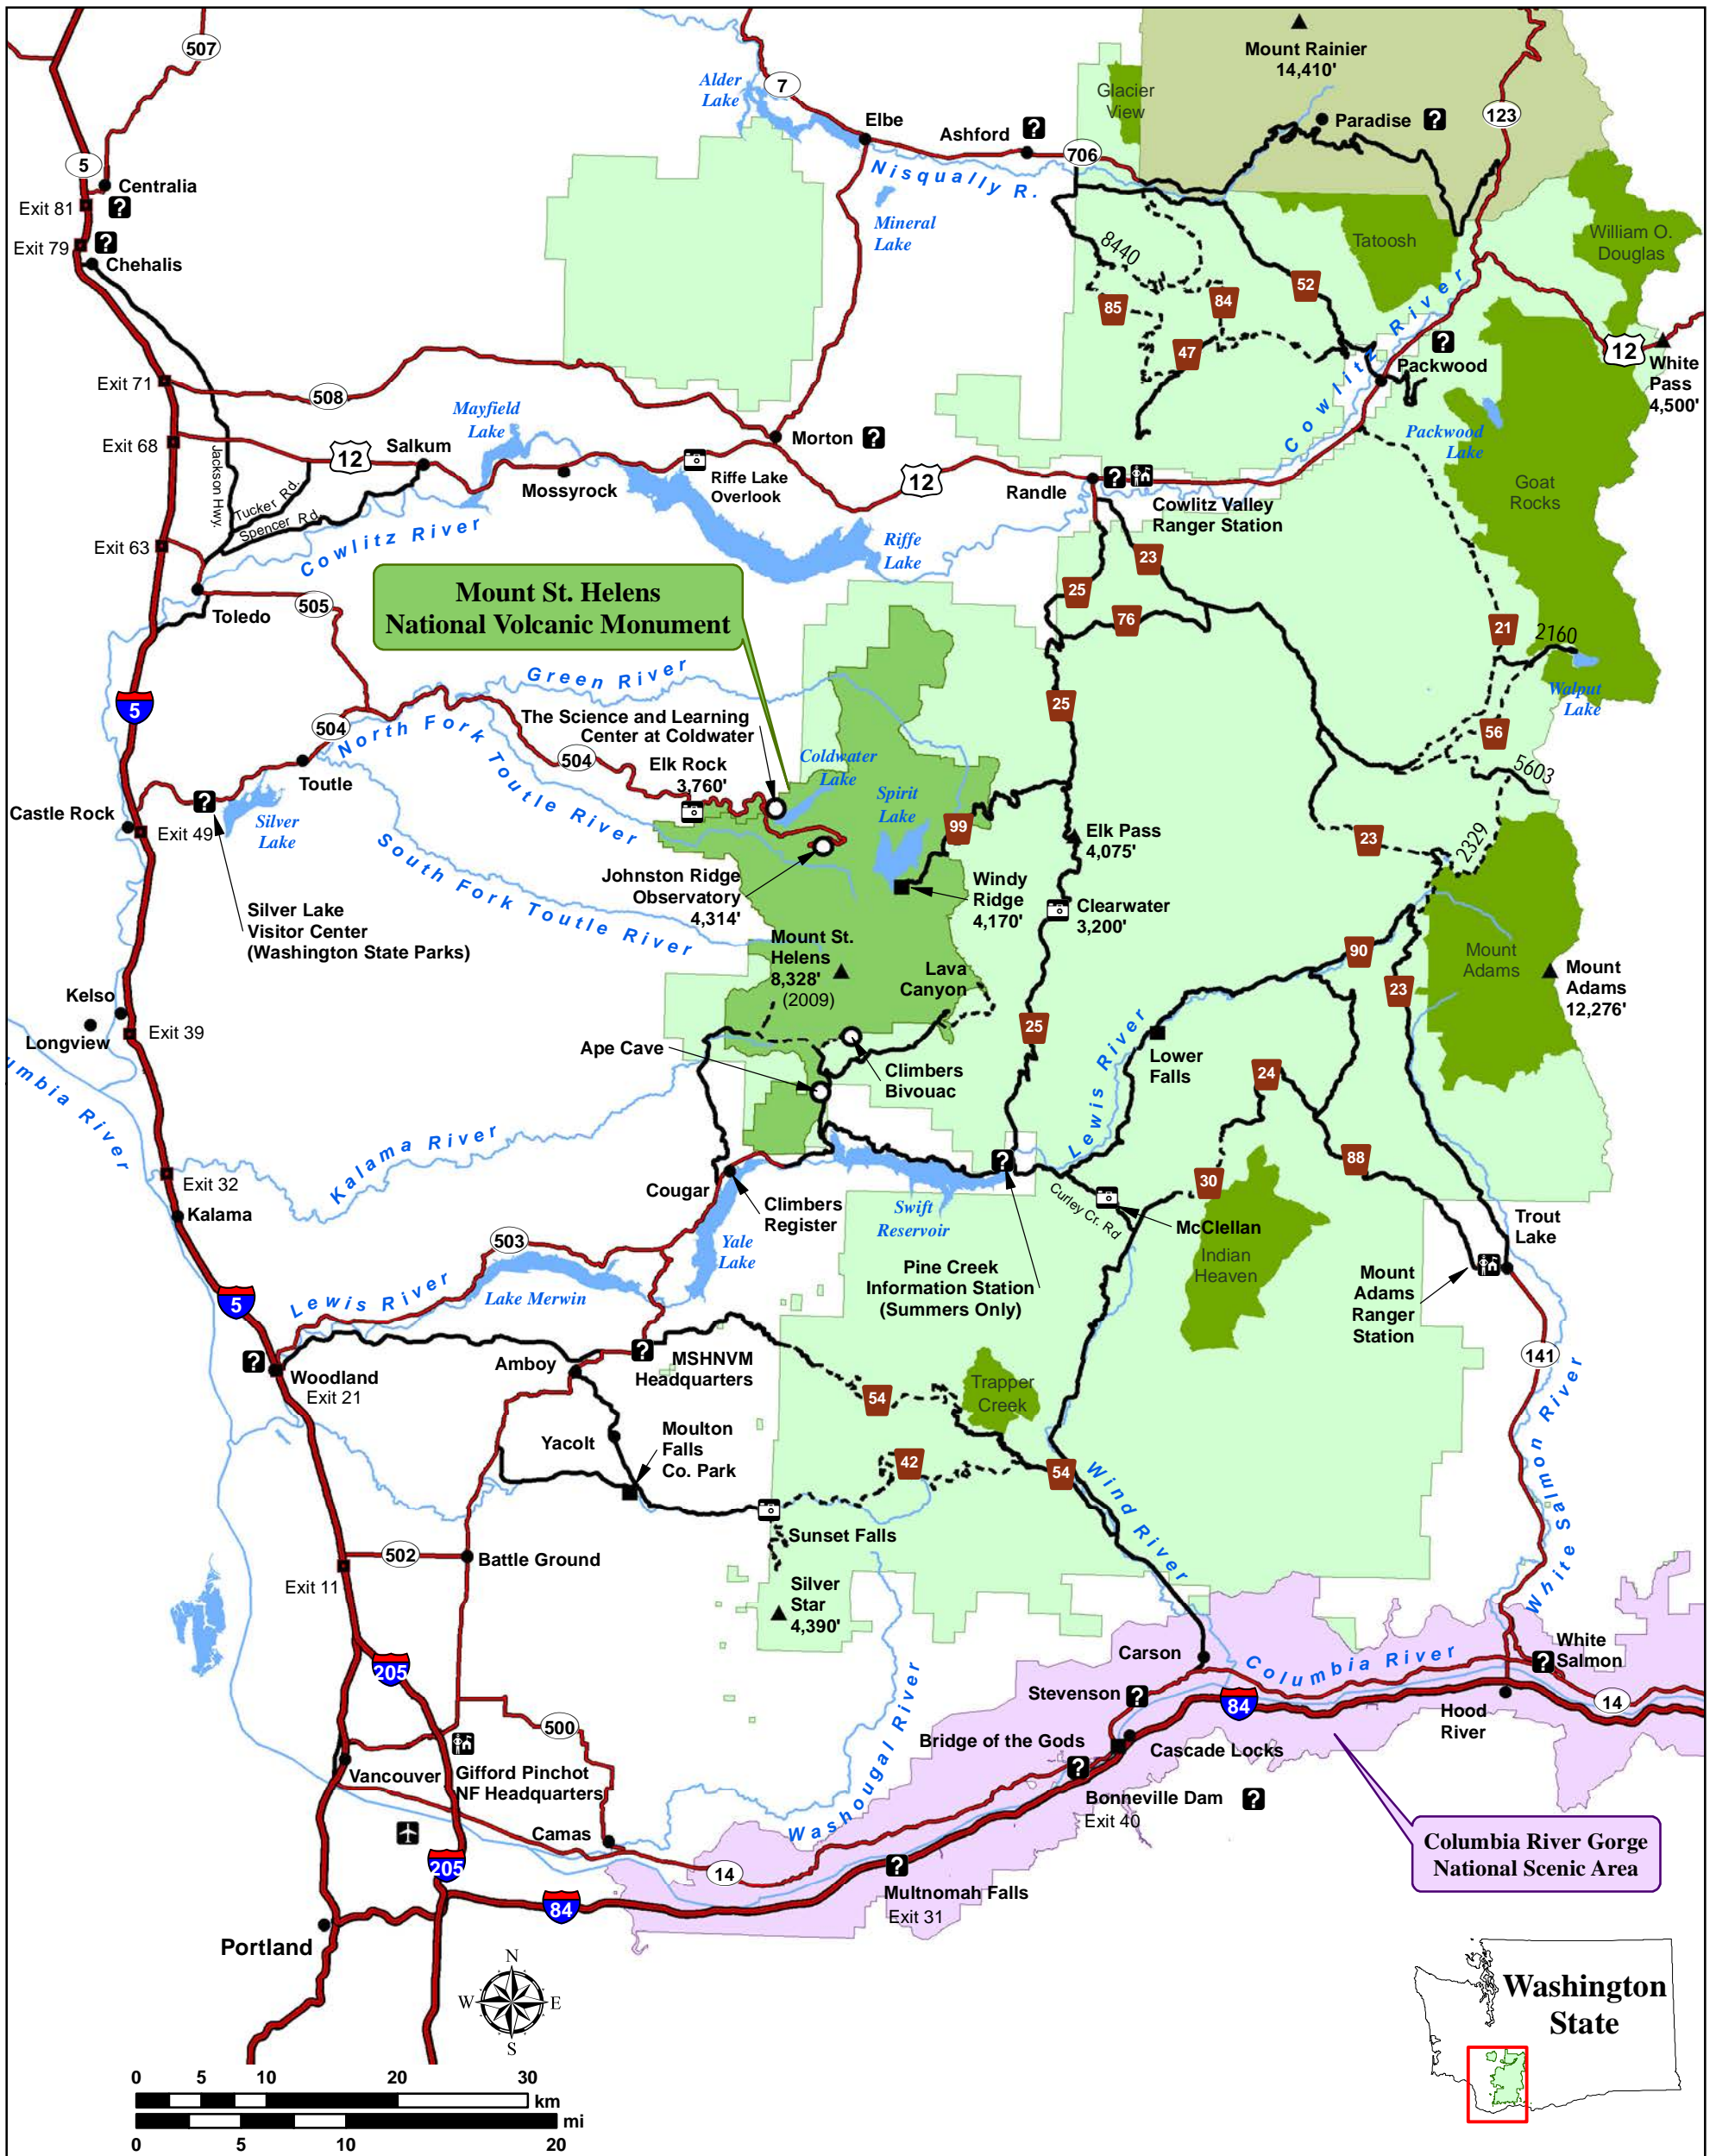 507
Mount Rainier
14,410'
Alder
Lake
7
Glacier
View
Elbe
Ashford
?
Paradise
?
123
706
5
Centralia
Exit 81
?
Nisqually R.
Mineral
Lake
Exit 79
?
Chehalis
8440
Tatoosh
William O.
Douglas
85
84
52
47
Cowlitz River
?
Packwood
12
White
Pass
4,500'
Exit 71
508
Mayfield
Lake
Packwood
Lake
Exit 68
12
Salkum
Morton
?
Jackson Hwy.
Tucker Rd.
Spencer Rd.
Mossyrock
Riffe Lake
Overlook
12
Randle
?
Cowlitz Valley
Ranger Station
Goat
Rocks
Exit 63
Cowlitz River
Riffe
Lake
23
25
76
21
2160
Toledo
505
Mount St. Helens
National Volcanic Monument
Green River
Walput
Lake
5
504
North Fork Toutle River
The Science and Learning
Center at Coldwater
504
Elk Rock
3,760'
Coldwater
Lake
25
56
5603
Toutle
Castle Rock
Exit 49
?
Silver
Lake
Spirit
Lake
99
Elk Pass
4,075'
23
2329
South Fork Toutle River
Johnston Ridge
Observatory
4,314'
Windy
Ridge
4,170'
Clearwater
3,200'
Silver Lake
Visitor Center
(Washington State Parks)
Mount St.
Helens
8,328'
(2009)
Lava
Canyon
90
Mount
Adams
Mount
Adams
12,276'
23
Kelso
Longview
Exit 39
25
Lewis River
Lower
Falls
Ape Cave
Climbers
Bivouac
24
umbia River
Kalama River
88
Exit 32
Kalama
Cougar
Climbers
Register
?
Swift
Reservoir
Curley Cr. Rd
30
McClellan
Trout
Lake
503
Yale
Lake
Indian
Heaven
5
Lewis River
Lake Merwin
Pine Creek
Information Station
(Summers Only)
Mount
Adams
Ranger
Station
?
Woodland
Exit 21
Amboy
?
MSHNVM
Headquarters
141
54
Trapper
Creek
Yacolt
Moulton
Falls
Co. Park
42
54
Wind River
White Salmon River
Sunset Falls
502
Battle Ground
Exit 11
Silver
Star
4,390'
205
Carson
Columbia River
White
Salmon
?
Stevenson
?
84
14
500
Hood
River
Bridge of the Gods
Cascade Locks
?
Vancouver
Gifford Pinchot
NF Headquarters
Washougal River
Bonneville Dam
?
Exit 40
Camas
Columbia River Gorge
National Scenic Area
205
14
?
Multnomah Falls
Exit 31
84
Portland
N
W
E
S
Washington
State
0 5 10 20 30
km
mi
0 5 10 20